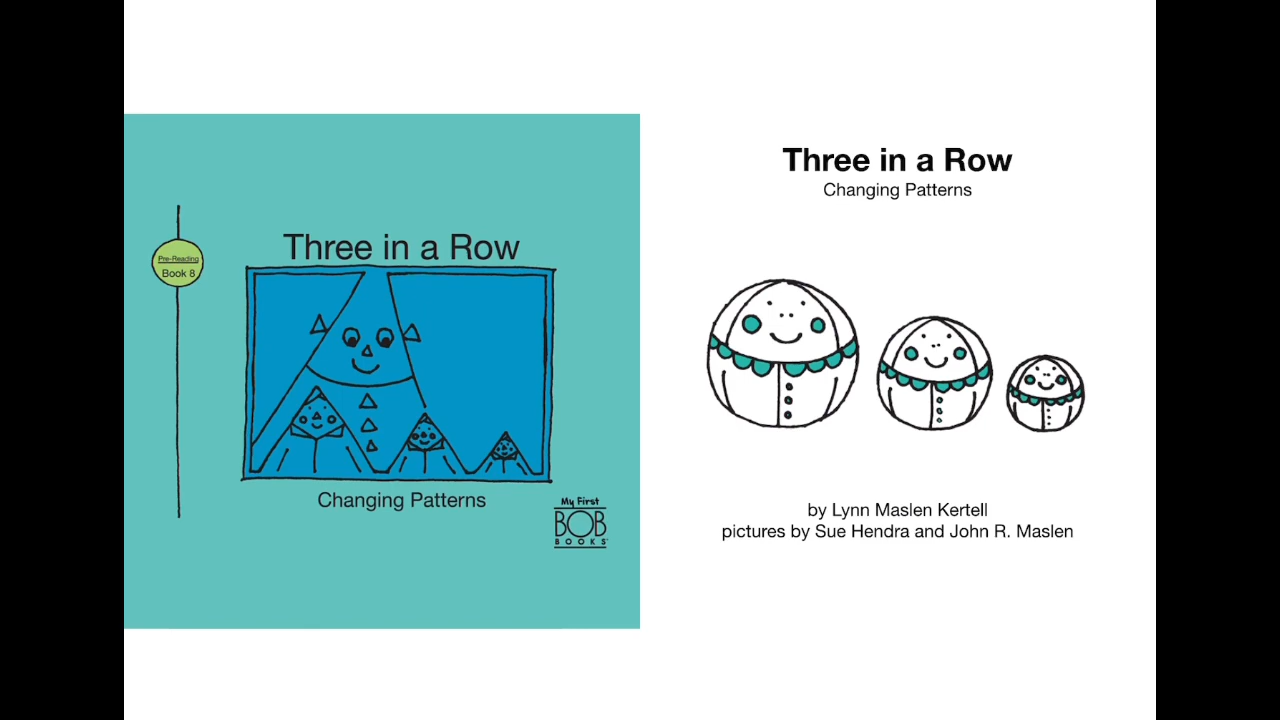 Pre-Reading
Book 8
Three in a Row
Changing Patterns
My First
BOB
BOOKS
Three in a Row
Changing Patterns
by Lynn Maslen Kertell
pictures by Sue Hendra and John R. Maslen